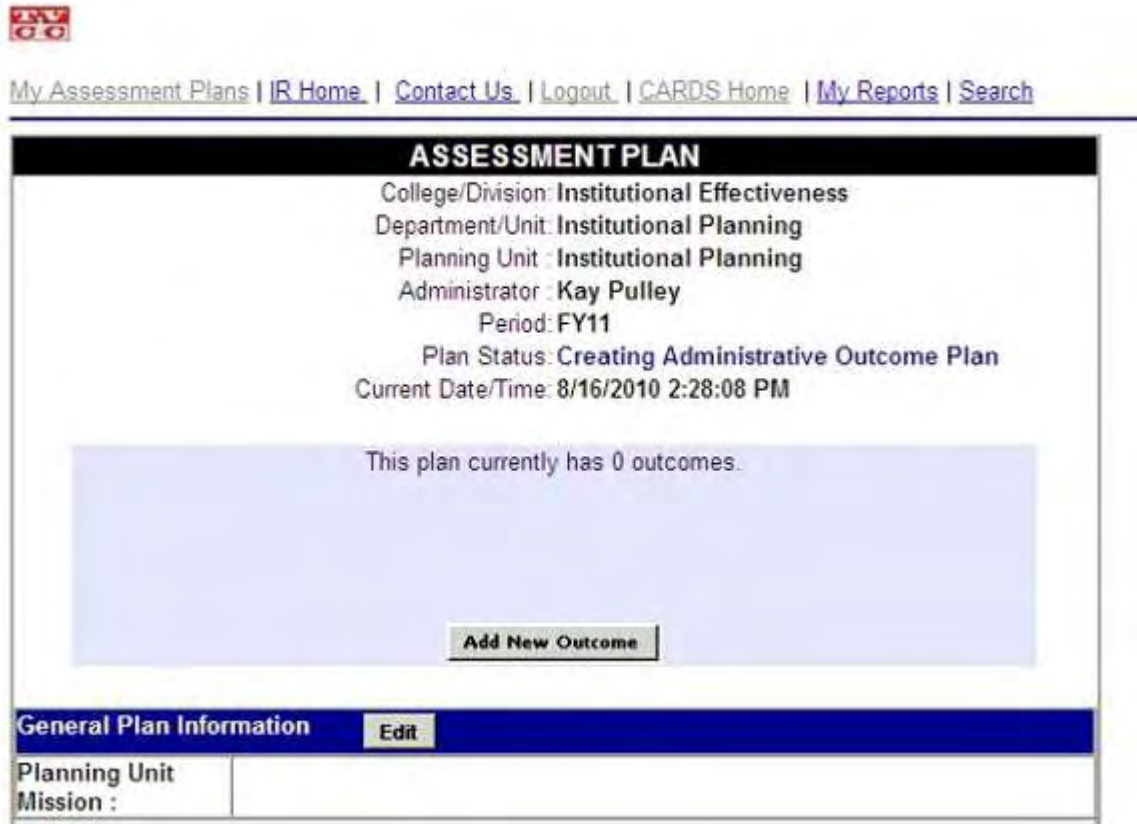 TV
CC
My Assessment Plans | IR Home | Contact Us | Logout | CARDS Home | My Reports | Search
ASSESSMENT PLAN
College/Division: Institutional Effectiveness
Department/Unit: Institutional Planning
Planning Unit : Institutional Planning
Administrator : Kay Pulley
Period: FY11
Plan Status: Creating Administrative Outcome Plan
Current Date/Time: 8/16/2010 2:28:08 PM
This plan currently has 0 outcomes.
Add New Outcome
General Plan Information Edit
Planning Unit
Mission :